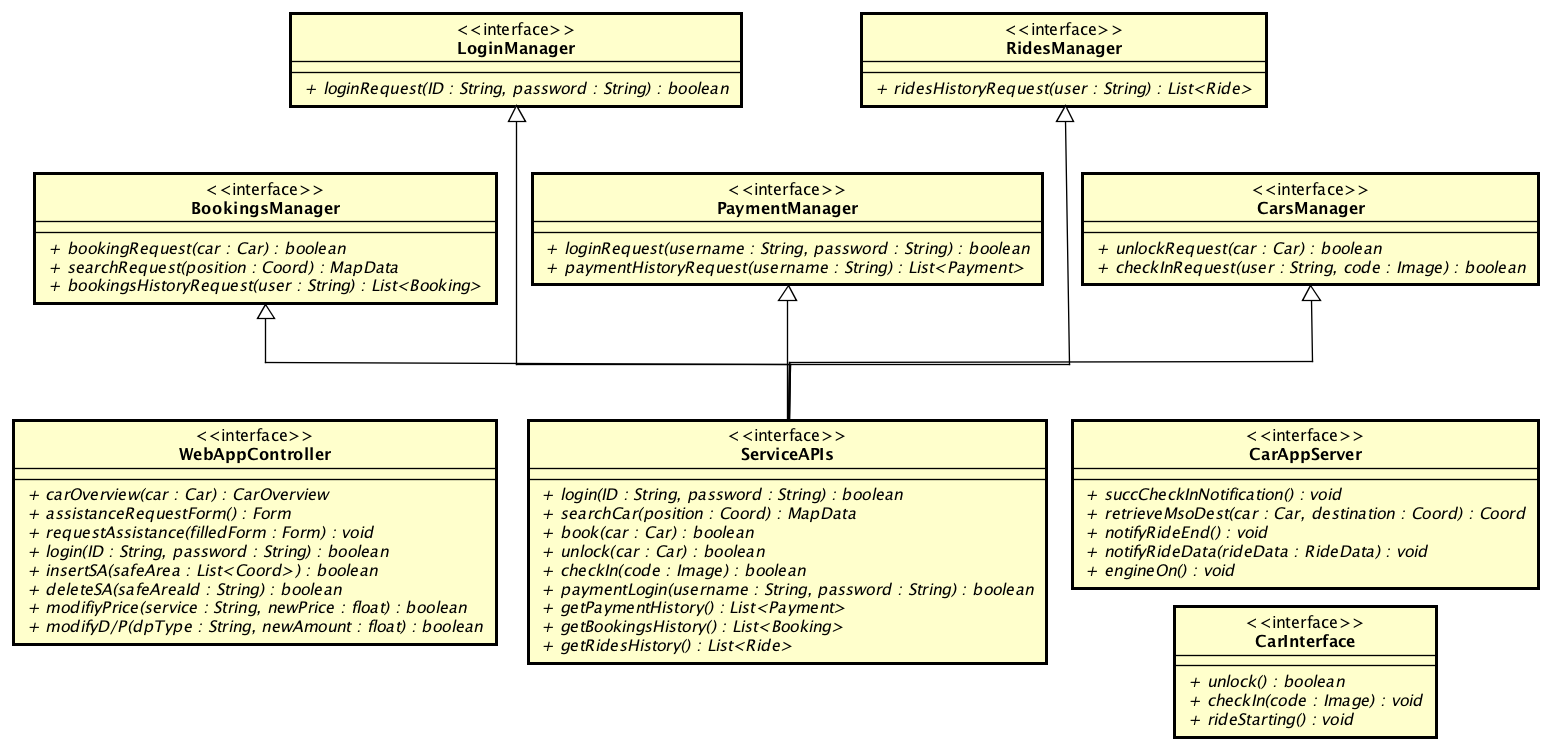 <<interface>>
LoginManager
+ loginRequest(ID : String, password : String) : boolean
<<interface>>
RidesManager
+ ridesHistoryRequest(user : String) : List<Ride>
<<interface>>
BookingsManager
+ bookingRequest(car : Car) : boolean
+ searchRequest(position : Coord) : MapData
+ bookingsHistoryRequest(user : String) : List<Booking>
<<interface>>
PaymentManager
+ loginRequest(username : String, password : String) : boolean
+ paymentHistoryRequest(username : String) : List<Payment>
<<interface>>
CarsManager
+ unlockRequest(car : Car) : boolean
+ checkInRequest(user : String, code : Image) : boolean
<<interface>>
WebAppController
+ carOverview(car : Car) : CarOverview
+ assistanceRequestForm() : Form
+ requestAssistance(filledForm : Form) : void
+ login(ID : String, password : String) : boolean
+ insertSA(safeArea : List<Coord>) : boolean
+ deleteSA(safeAreaId : String) : boolean
+ modifiyPrice(service : String, newPrice : float) : boolean
+ modifyD/P(dpType : String, newAmount : float) : boolean
<<interface>>
ServiceAPIs
+ login(ID : String, password : String) : boolean
+ searchCar(position : Coord) : MapData
+ book(car : Car) : boolean
+ unlock(car : Car) : boolean
+ checkIn(code : Image) : boolean
+ paymentLogin(username : String, password : String) : boolean
+ getPaymentHistory() : List<Payment>
+ getBookingsHistory() : List<Booking>
+ getRidesHistory() : List<Ride>
<<interface>>
CarAppServer
+ succCheckInNotification() : void
+ retrieveMsoDest(car : Car, destination : Coord) : Coord
+ notifyRideEnd() : void
+ notifyRideData(rideData : RideData) : void
+ engineOn() : void
<<interface>>
CarInterface
+ unlock() : boolean
+ checkIn(code : Image) : void
+ rideStarting() : void